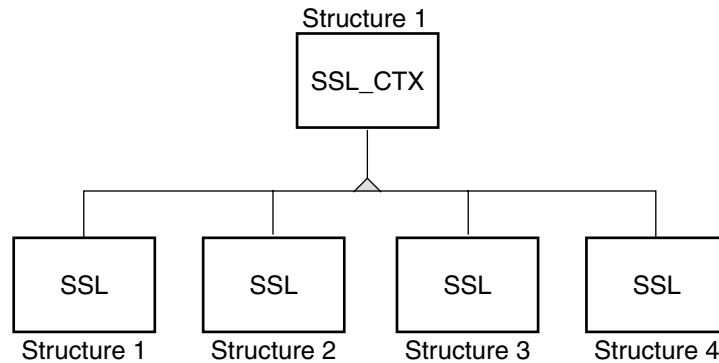 Structure 1
SSL_CTX
SSL SSL SSL SSL
Structure 1 Structure 2 Structure 3 Structure 4